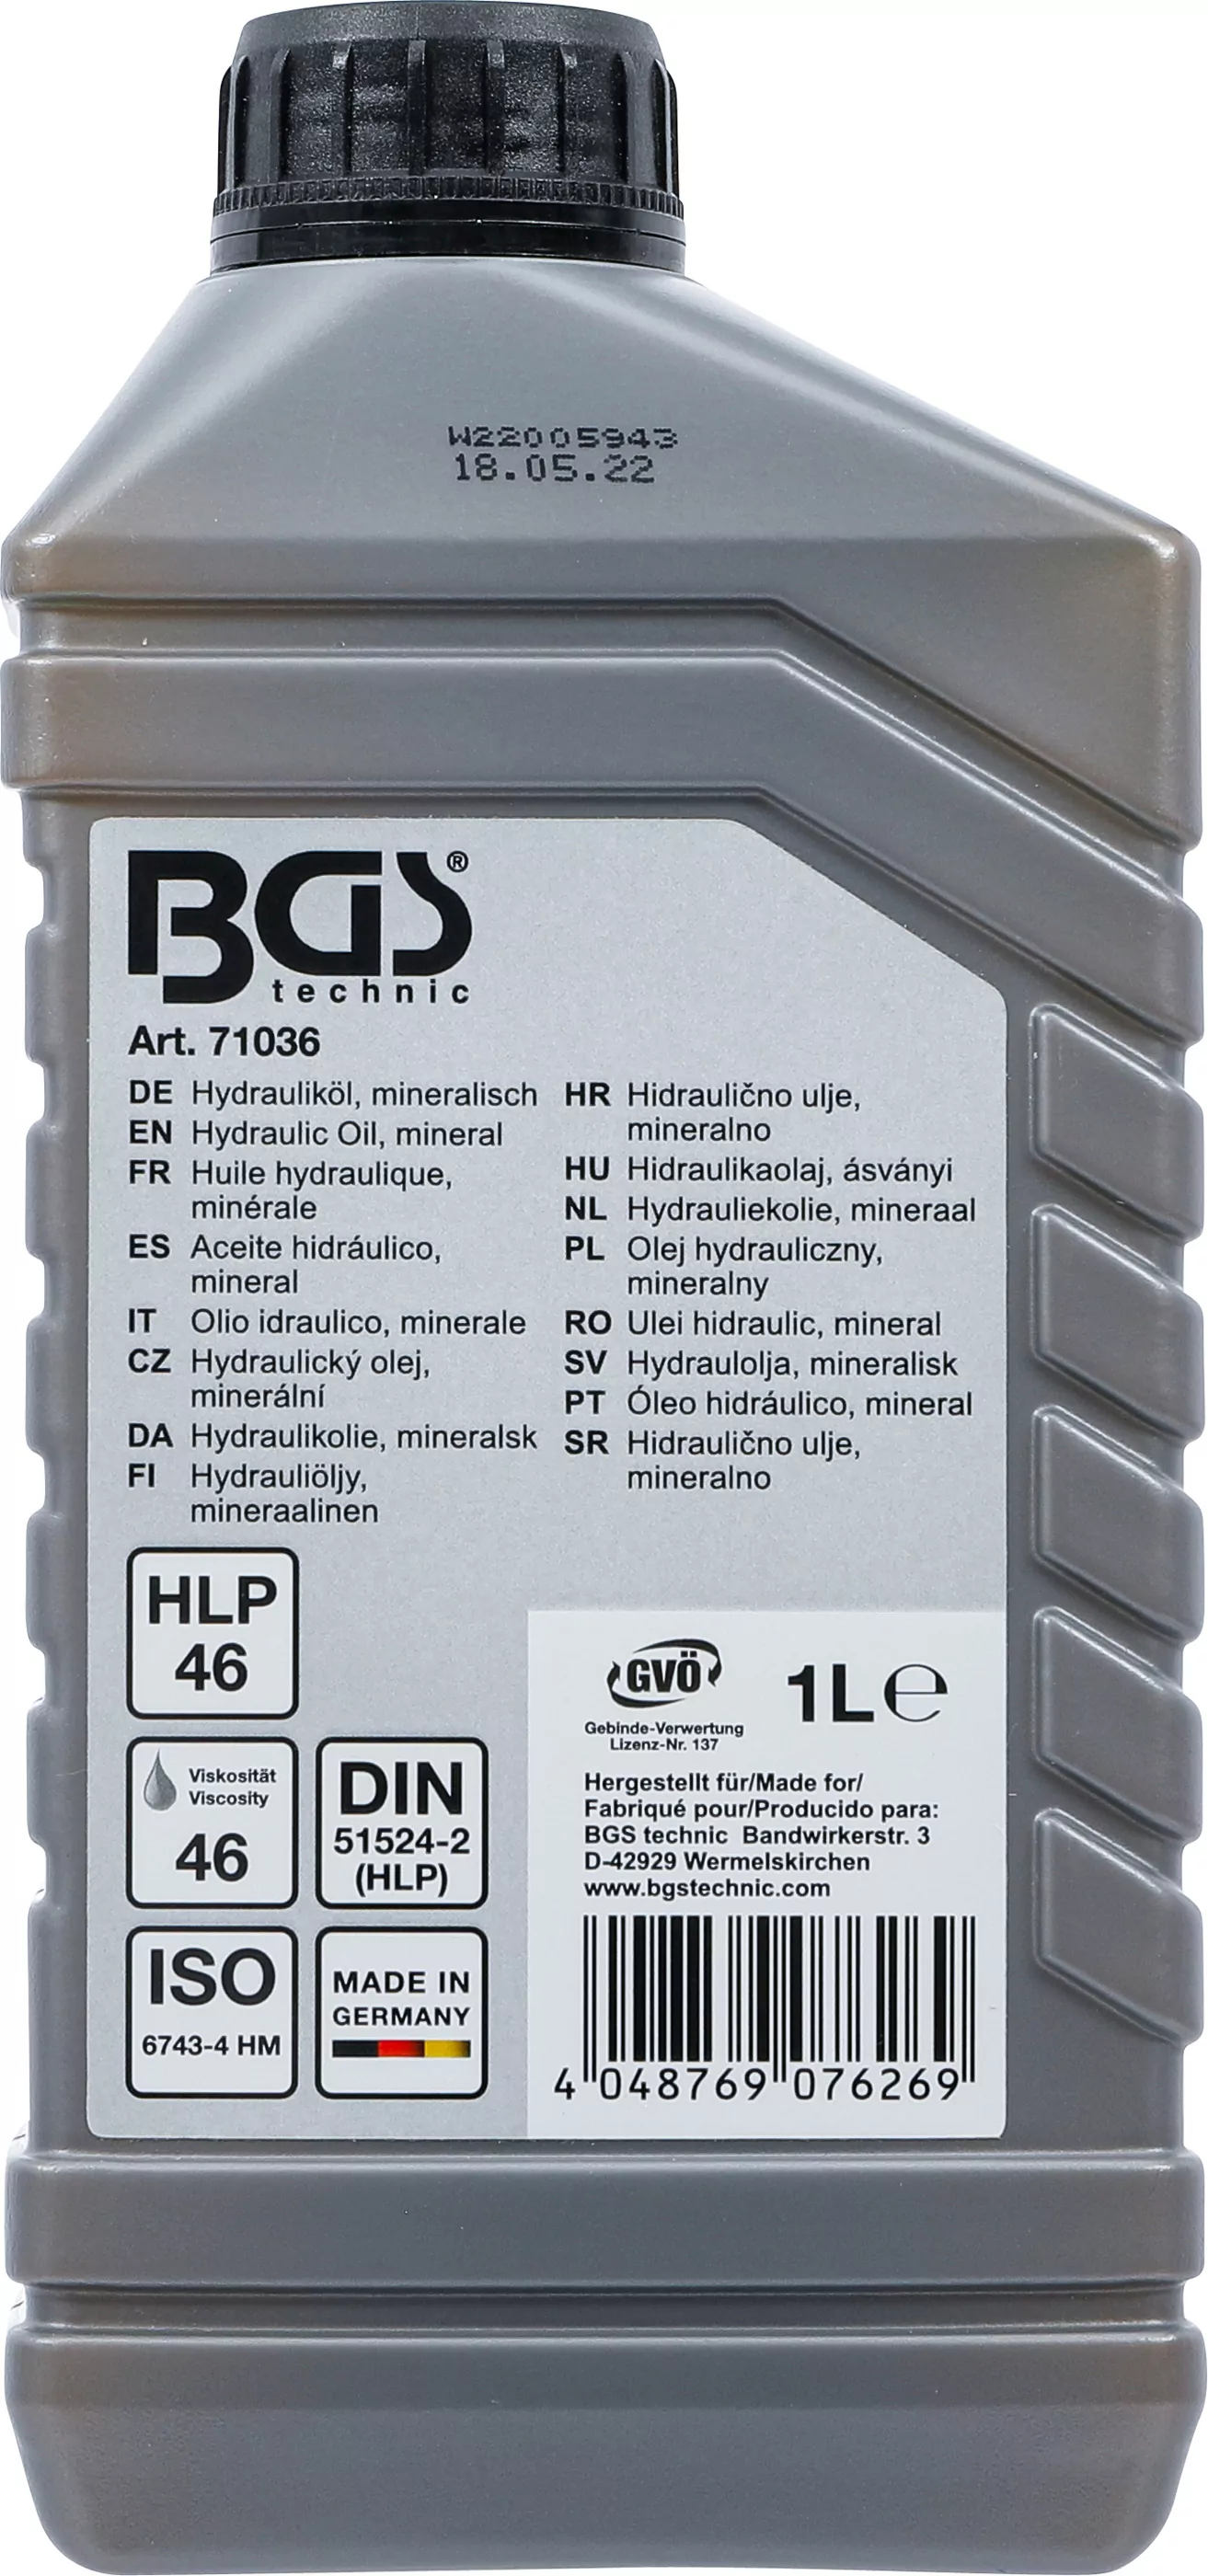 W22005943
18.05.22
BGS®
technic
Art. 71036
DE Hydrauliköl, mineralisch
EN Hydraulic Oil, mineral
FR Huile hydraulique,
minérale
ES Aceite hidráulico,
mineral
IT Olio idraulico, minerale
CZ Hydraulický olej,
minerální
DA Hydraulikolie, mineralsk
FI Hydrauliöljy,
mineraalinen
HR Hidraulično ulje,
mineralno
HU Hidraulikaolaj, ásványi
NL Hydrauliekolie, mineraal
PL Olej hydrauliczny,
mineralny
RO Ulei hidraulic, mineral
SV Hydraulolja, mineralisk
PT Óleo hidráulico, mineral
SR Hidraulično ulje,
mineralno
HLP
46
Viskosität
Viscosity
46
DIN
51524-2
(HLP)
ISO
6743-4 HM
MADE IN
GERMANY
GVÖ
Gebinde-Verwertung
Lizenz-Nr. 137
1L ℮
Hergestellt für/Made for/
Fabriqué pour/Producido para:
BGS technic Bandwirkerstr. 3
D-42929 Wermelskirchen
www.bgstechnic.com
4 048769 076269